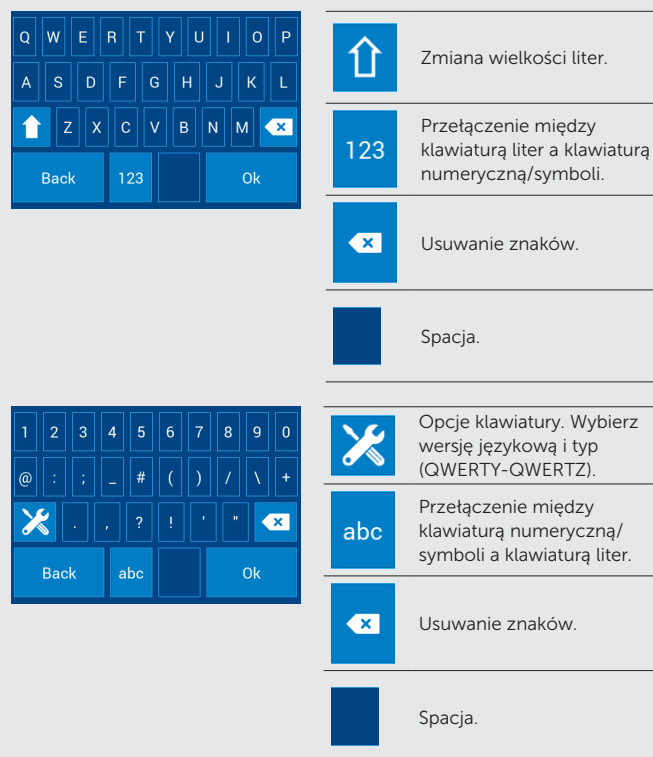 Q W E R T Y U I O P
A S D F G H J K L
Z X C V B N M
Back 123 Ok
Zmiana wielkości liter.
123
Przełączenie między
klawiaturą liter a klawiaturą
numeryczną/symboli.
Usuwanie znaków.
Spacja.
1 2 3 4 5 6 7 8 9 0
@ : ; _ # ( ) / \ +
. , ? ! ' "
Back abc Ok
Opcje klawiatury. Wybierz
wersję językową i typ
(QWERTY-QWERTZ).
abc
Przełączenie między
klawiaturą numeryczną/
symboli a klawiaturą liter.
Usuwanie znaków.
Spacja.